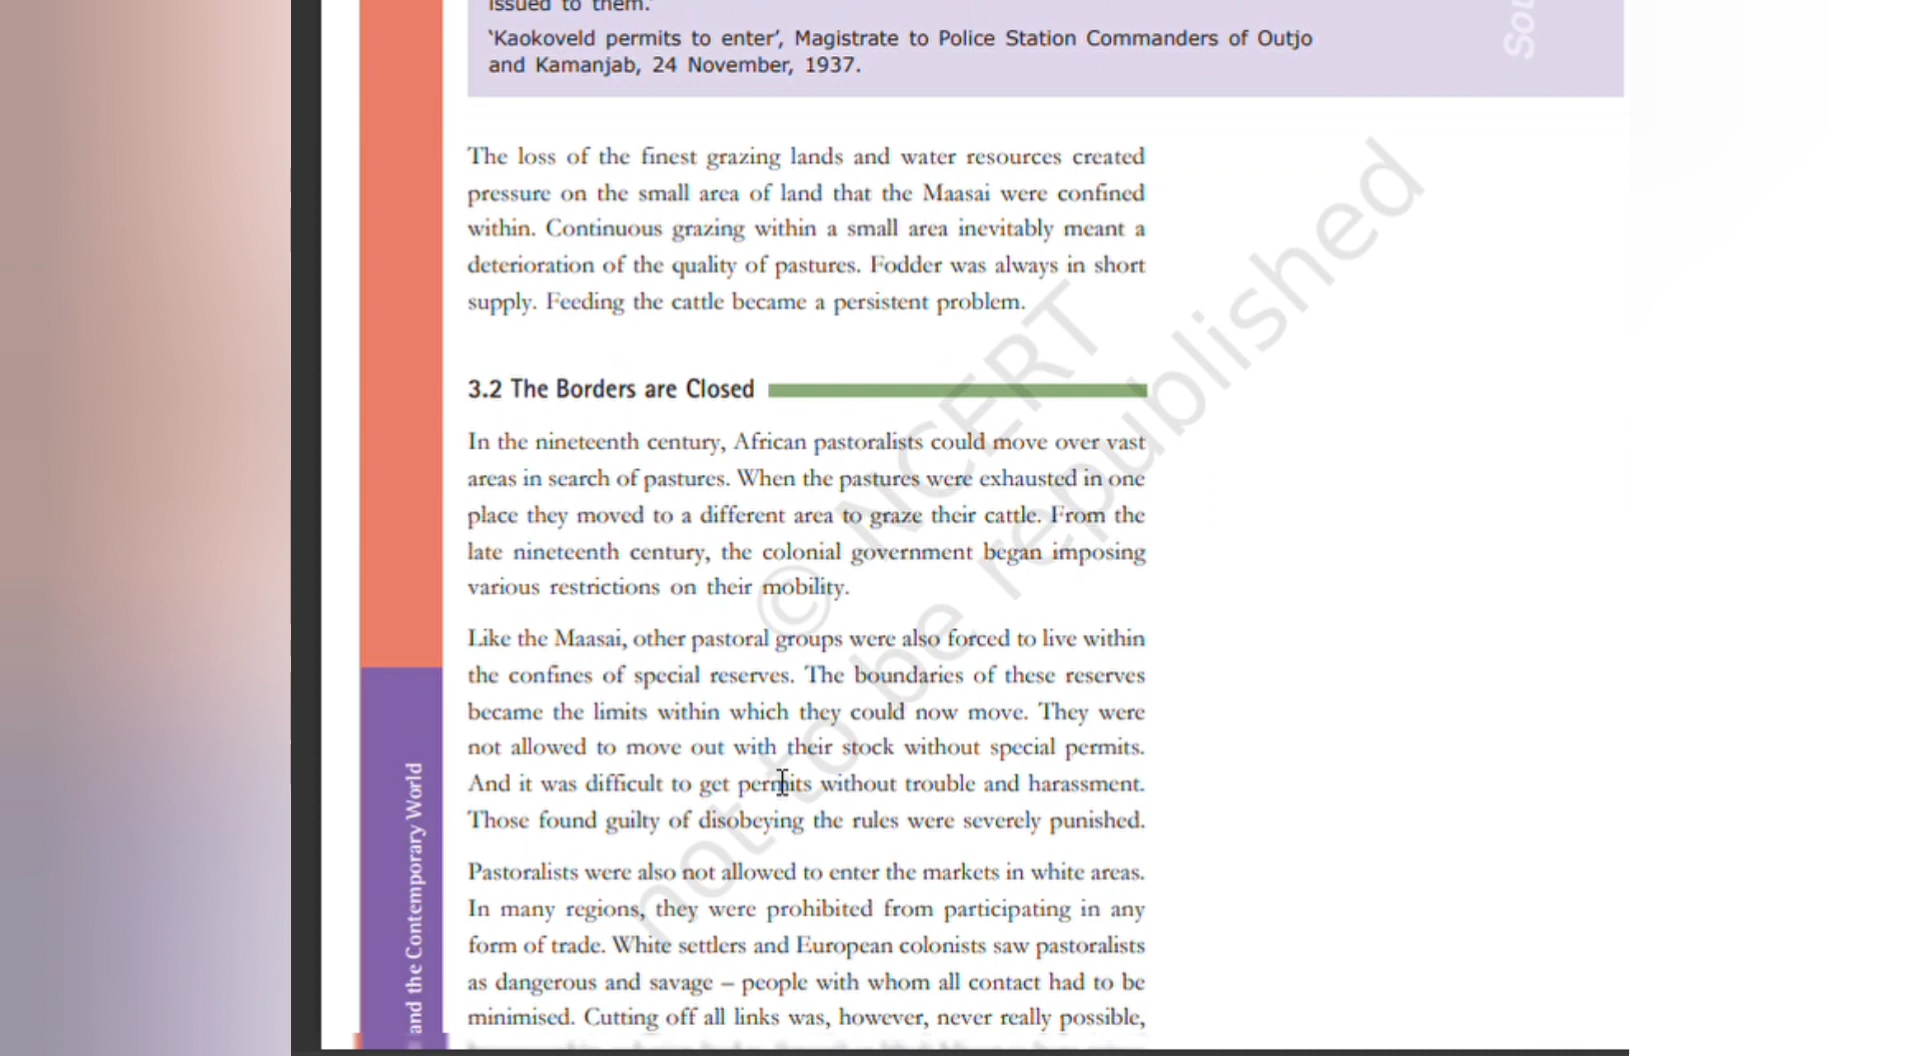 issued to them.'
'Kaokoveld permits to enter', Magistrate to Police Station Commanders of Outjo
and Kamanjab, 24 November, 1937.
Sou
The loss of the finest grazing lands and water resources created
pressure on the small area of land that the Maasai were confined
within. Continuous grazing within a small area inevitably meant a
deterioration of the quality of pastures. Fodder was always in short
supply. Feeding the cattle became a persistent problem.
3.2 The Borders are Closed
In the nineteenth century, African pastoralists could move over vast
areas in search of pastures. When the pastures were exhausted in one
place they moved to a different area to graze their cattle. From the
late nineteenth century, the colonial government began imposing
various restrictions on their mobility.
Like the Maasai, other pastoral groups were also forced to live within
the confines of special reserves. The boundaries of these reserves
became the limits within which they could now move. They were
not allowed to move out with their stock without special permits.
And it was difficult to get permits without trouble and harassment.
Those found guilty of disobeying the rules were severely punished.
Pastoralists were also not allowed to enter the markets in white areas.
In many regions, they were prohibited from participating in any
form of trade. White settlers and European colonists saw pastoralists
as dangerous and savage – people with whom all contact had to be
minimised. Cutting off all links was, however, never really possible,
and the Contemporary World
© NCERT
not to be republished